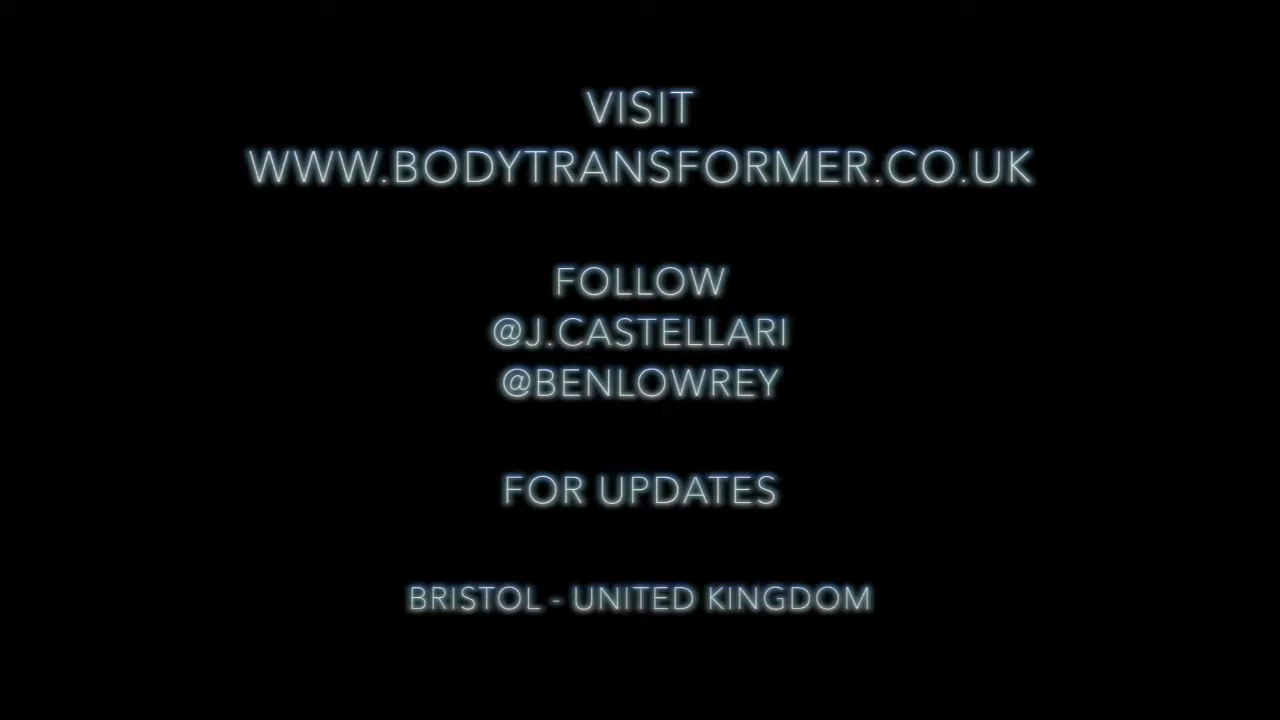 VISIT
WWW.BODYTRANSFORMER.CO.UK
FOLLOW
@J.CASTELLARI
@BENLOWREY
FOR UPDATES
BRISTOL - UNITED KINGDOM